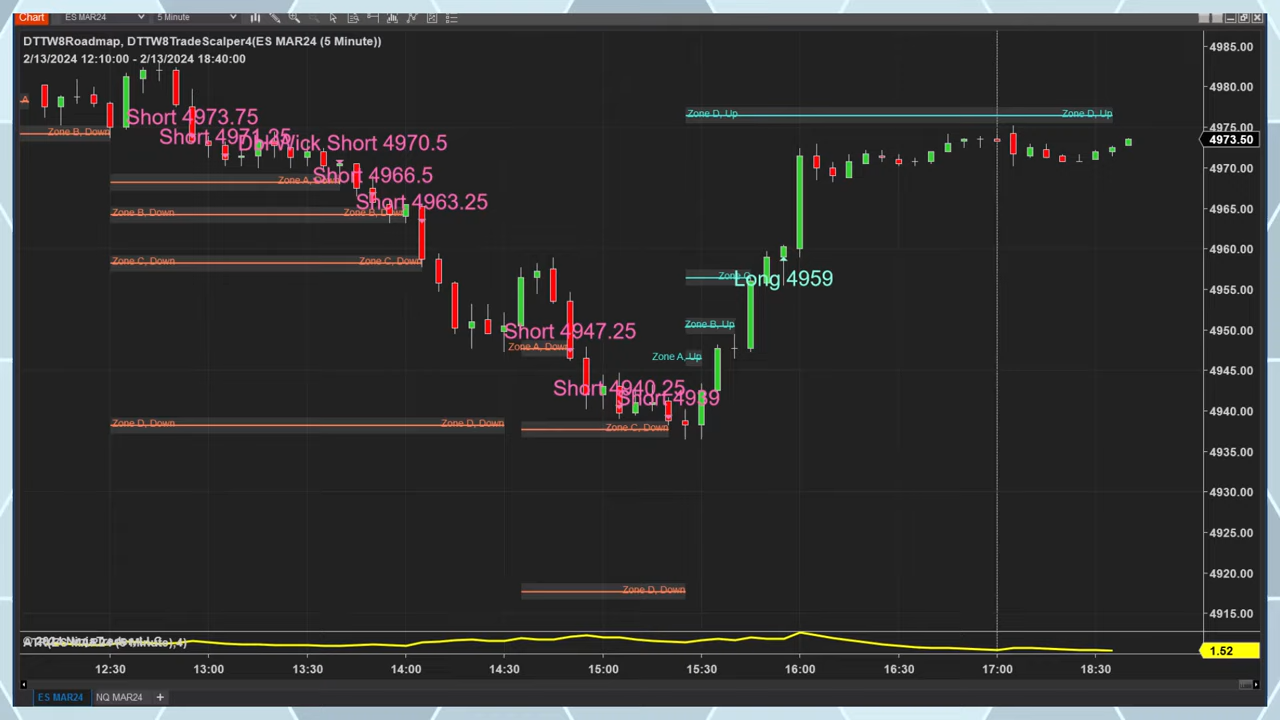 Chart ES MAR24 5 Minute
DTTW8Roadmap, DTTW8TradeScalper4(ES MAR24 (5 Minute))
2/13/2024 12:10:00 - 2/13/2024 18:40:00
4985.00
4980.00
4975.00
4973.50
4970.00
4965.00
4960.00
4955.00
4950.00
4945.00
4940.00
4935.00
4930.00
4925.00
4920.00
4915.00
1.52
A
Zone B, Down
Short 4973.75
Short 4971.25
Wick Short 4970.5
Short 4966.5
Zone A, Down
Short 4963.25
Zone B, Down
Zone B, Down
Zone C, Down
Zone C, Down
Zone D, Down
Zone D, Down
Short 4947.25
Zone A, Down
Short 4940.25
Short 4939
Zone C, Down
Zone D, Down
Zone D, Up
Zone D, Up
Long 4959
Zone B, Up
Zone A, Up
12:30
13:00
13:30
14:00
14:30
15:00
15:30
16:00
16:30
17:00
18:30
ES MAR24 NQ MAR24 +